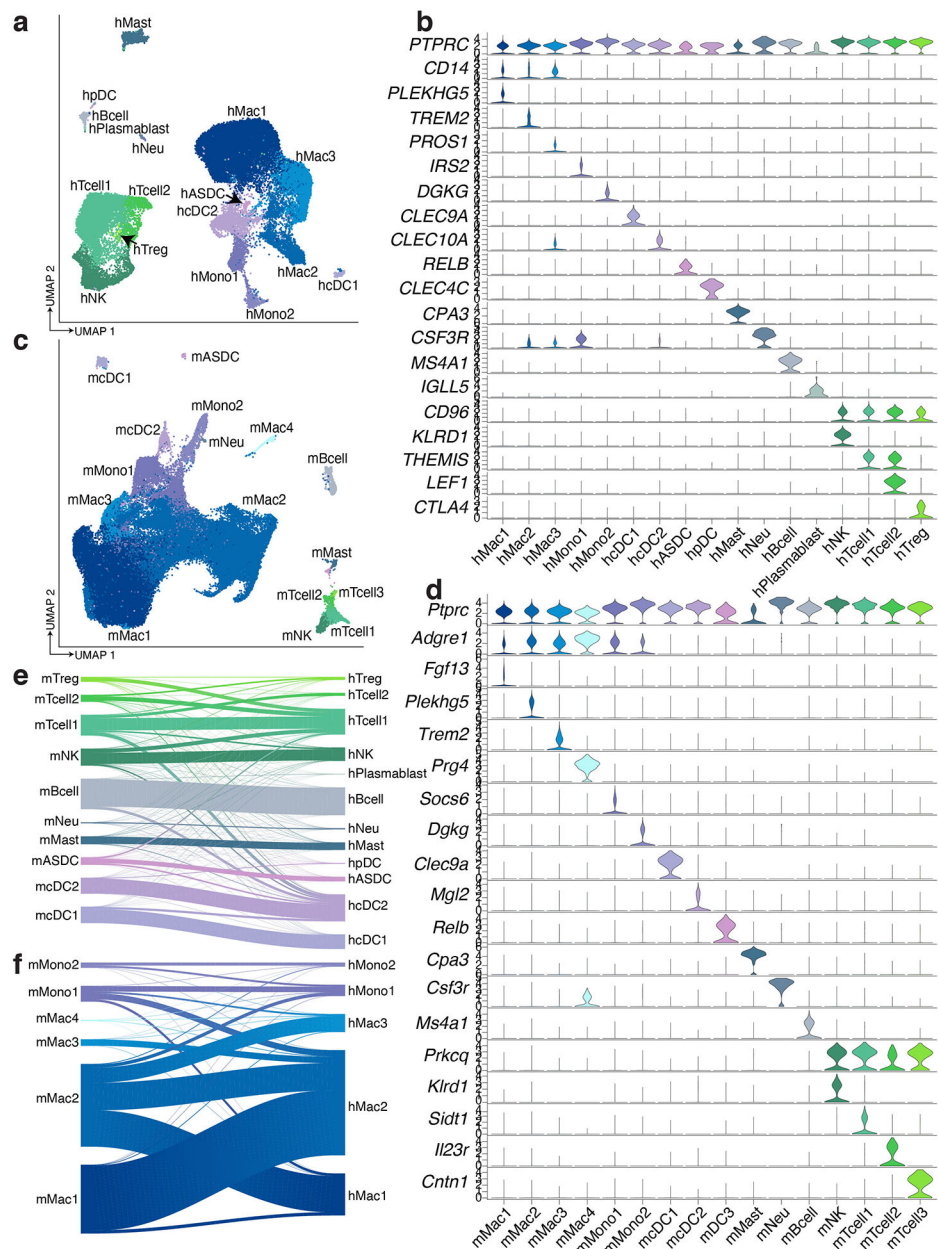 a
hMast
hpDC
hBcell
hPlasmablast
hNeu
hMac1
hMac3
hTcell1
hTcell2
hASDC
hcDC2
hTreg
hMac2
hMono1
hcDC1
hNK
hMono2
UMAP 2
UMAP 1
b
PTPRC
CD14
PLEKHG5
TREM2
PROS1
IRS2
DGKG
CLEC9A
CLEC10A
RELB
CLEC4C
CPA3
CSF3R
MS4A1
IGLL5
CD96
KLRD1
THEMIS
LEF1
CTLA4
hMac1 hMac2 hMac3 hMono1 hMono2 hcDC1 hcDC2 hASDC hpDC hMast hNeu hBcell hPlasmablast hNK hTcell1 hTcell2 hTreg
c
mcDC1
mASDC
mMono2
mcDC2
mNeu
mMac4
mMono1
mBcell
mMac3
mMac2
mMast
mTcell2
mTcell3
mNK
mTcell1
mMac1
UMAP 2
UMAP 1
d
Ptprc
Adgre1
Fgf13
Plekhg5
Trem2
Prg4
Socs6
Dgkg
Clec9a
Mgl2
Relb
Cpa3
Csf3r
Ms4a1
Prkcq
Klrd1
Sidt1
Il23r
Cntn1
mMac1 mMac2 mMac3 mMac4 mMono1 mMono2 mcDC1 mcDC2 mDC3 mMast mNeu mBcell mNK mTcell1 mTcell2 mTcell3
e
mTreg
mTcell2
mTcell1
mNK
mBcell
mNeu
mMast
mASDC
mcDC2
mcDC1
hTreg
hTcell2
hTcell1
hNK
hPlasmablast
hBcell
hNeu
hMast
hpDC
hASDC
hcDC2
hcDC1
f
mMono2
mMono1
mMac4
mMac3
mMac2
mMac1
hMono2
hMono1
hMac3
hMac2
hMac1